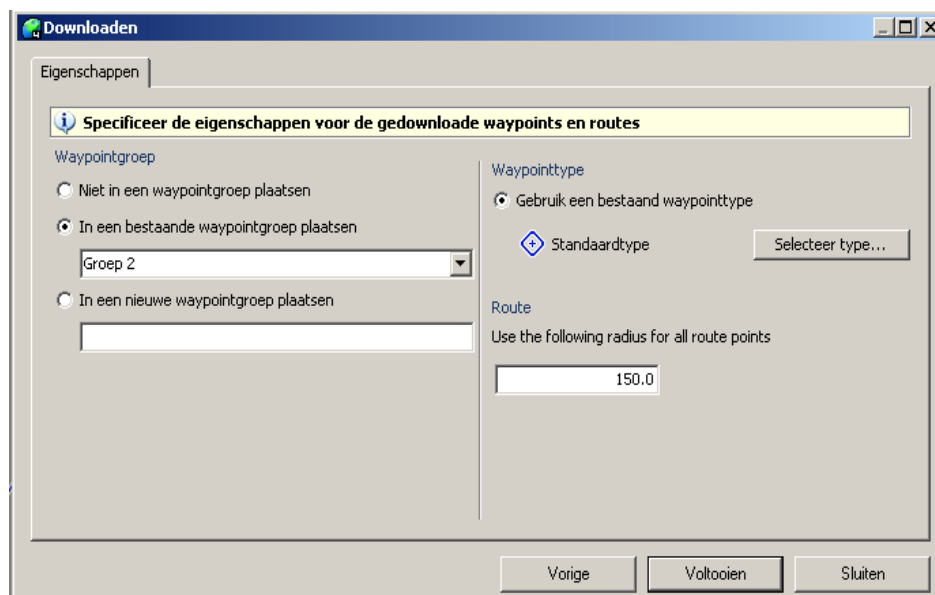 Downloaden
Eigenschappen
Specificeer de eigenschappen voor de gedownloade waypoints en routes
Waypointgroep
Niet in een waypointgroep plaatsen
In een bestaande waypointgroep plaatsen
Groep 2
In een nieuwe waypointgroep plaatsen
Waypointtype
Gebruik een bestaand waypointtype
Standaardtype
Selecteer type...
Route
Use the following radius for all route points
150.0
Vorige
Voltooien
Sluiten